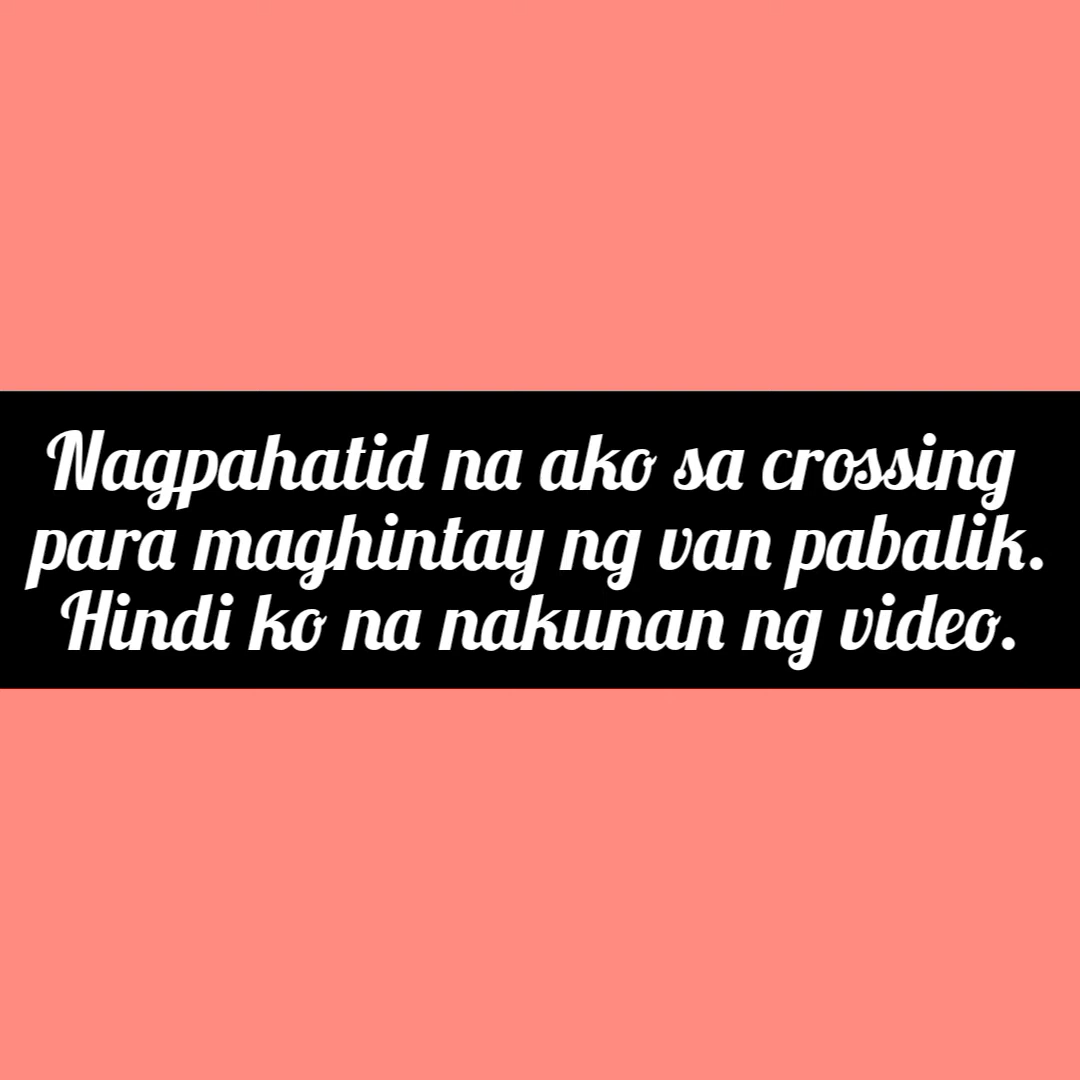 Nagpahatid na ako sa crossing
para maghintay ng van pabalik.
Hindi ko na nakunan ng video.